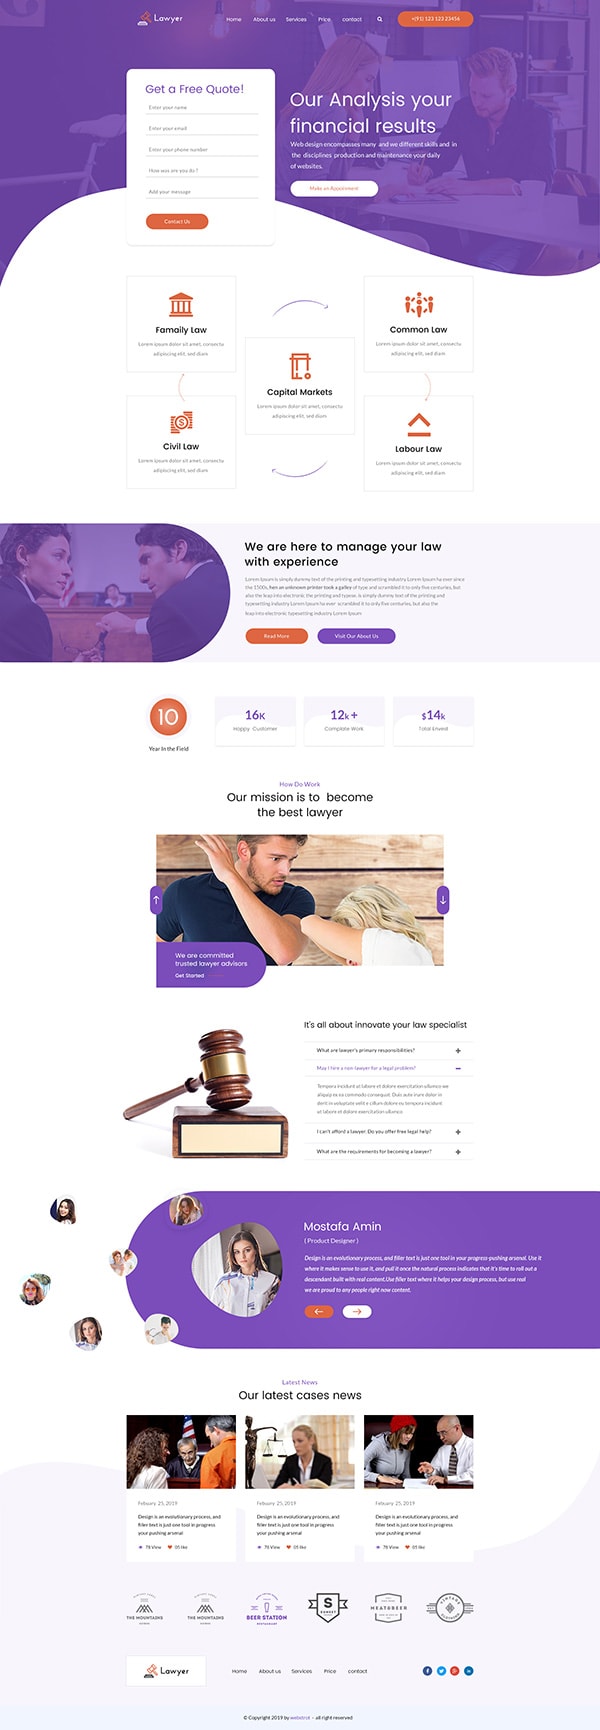 Lawyer
Home About us Services Price contact
+(91) 123 123 23456
Get a Free Quote!
Enter your name
Enter your email
Enter your phone number
How was are you do ?
Add your message
Contact Us
Our Analysis your
financial results
Web design encompasses many and we different skills and in
the disciplines production and maintenance your daily
of websites.
Make an Appoinment
Famaily Law
Lorem ipsum dolor sit amet, consectu
adipiscing elit, sed diam
Common Law
Lorem ipsum dolor sit amet, consectu
adipiscing elit, sed diam
Capital Markets
Lorem ipsum dolor sit amet, consectu
adipiscing elit, sed diam
Civil Law
Lorem ipsum dolor sit amet, consectu
adipiscing elit, sed diam
Labour Law
Lorem ipsum dolor sit amet, consectu
adipiscing elit, sed diam
We are here to manage your law
with experience
Lorem Ipsum is simply dummy text of the printing and typesetting industry Lorem Ipsum has ever since
the 1500s, hen an unknown printer took a galley of type and scrambled it to only five centuries, but
also the leap into electronic the printing and typese. is simply dummy text of the printing and
typesetting industry Lorem Ipsum and scrambled it to only five centuries, but also the
leap into electronic typesetting industry Lorem Ipsum
Read More
Visit Our About Us
10
Year In the Field
16K
Happy Customer
12k+
Complate Work
$14k
Total Envest
How Do Work
Our mission is to become
the best lawyer
We are committed
trusted lawyer advisors
Get Started
It's all about innovate your law specialist
What are lawyer's primary responsibilities?
May I hire a non-lawyer for a legal problem?
Tempora incidunt ut labore et dolore exercitation ullamco we
aliquip ex ea commodo consequat. Duis aute irure dolor in
derit in voluptate velit e cillum dolore eu tempora incidunt
ut labore et dolore exercitation ullamco
I can't afford a lawyer. Do you offer free legal help?
What are the requirements for becoming a lawyer?
Mostafa Amin
( Product Designer )
Design is an evolutionary process, and filler text is just one tool in your progress-pushing arsenal. Use it
where it makes sense to use it, and pull it once the natural process indicates that it's time to roll out a
descendant built with real content.Use filler text where it helps your design process, but use real
we are proud to any people right now content.
Latest News
Our latest cases news
Febuary 25, 2019
Design is an evolutionary process, and
filler text is just one tool in progress
your pushing arsenal
78 View 05 like
Febuary 25, 2019
Design is an evolutionary process, and
filler text is just one tool in progress
your pushing arsenal
78 View 05 like
Febuary 25, 2019
Design is an evolutionary process, and
filler text is just one tool in progress
your pushing arsenal
78 View 05 like
THE MOUNTAINS
THE MOUNTAINS
BEER STATION
RESTAURANT
S
SUNSET
MEAT&BEER
VINTAGE
Lawyer
Home About us Services Price contact
© Copyright 2019 by webstrot - all right reserved